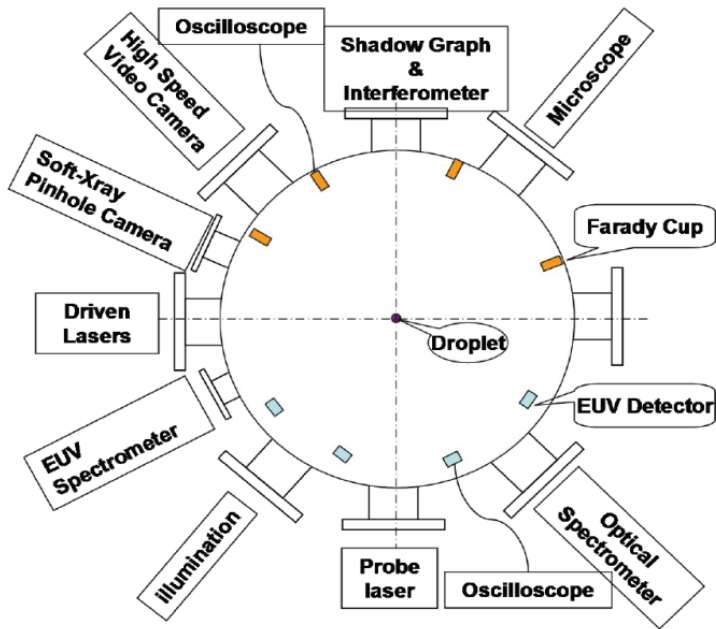 Oscilloscope
High Speed
Video Camera
Shadow Graph
&
Interferometer
Microscope
Soft-Xray
Pinhole Camera
Farady Cup
Driven
Lasers
Droplet
EUV Detector
EUV
Spectrometer
illumination
Probe
laser
Oscilloscope
Optical
Spectrometer